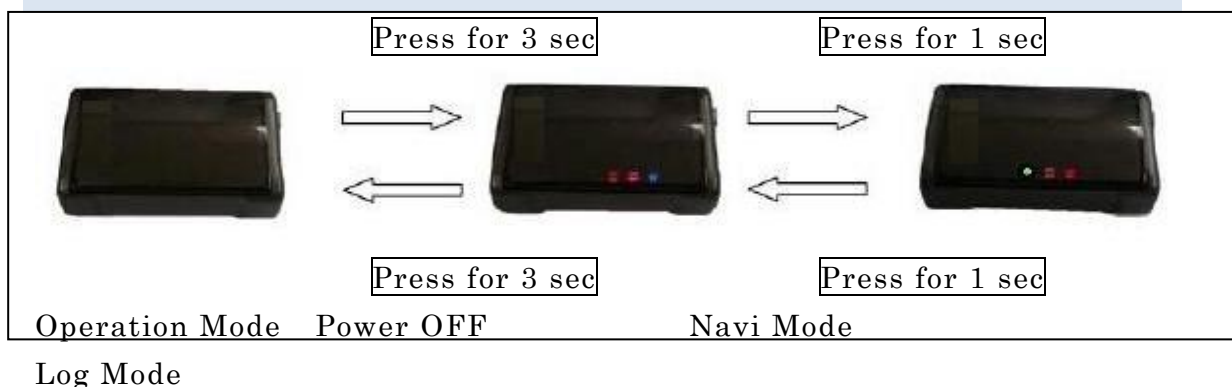 Press for 3 sec Press for 1 sec
Press for 3 sec Press for 1 sec
Operation Mode Power OFF Navi Mode
Log Mode